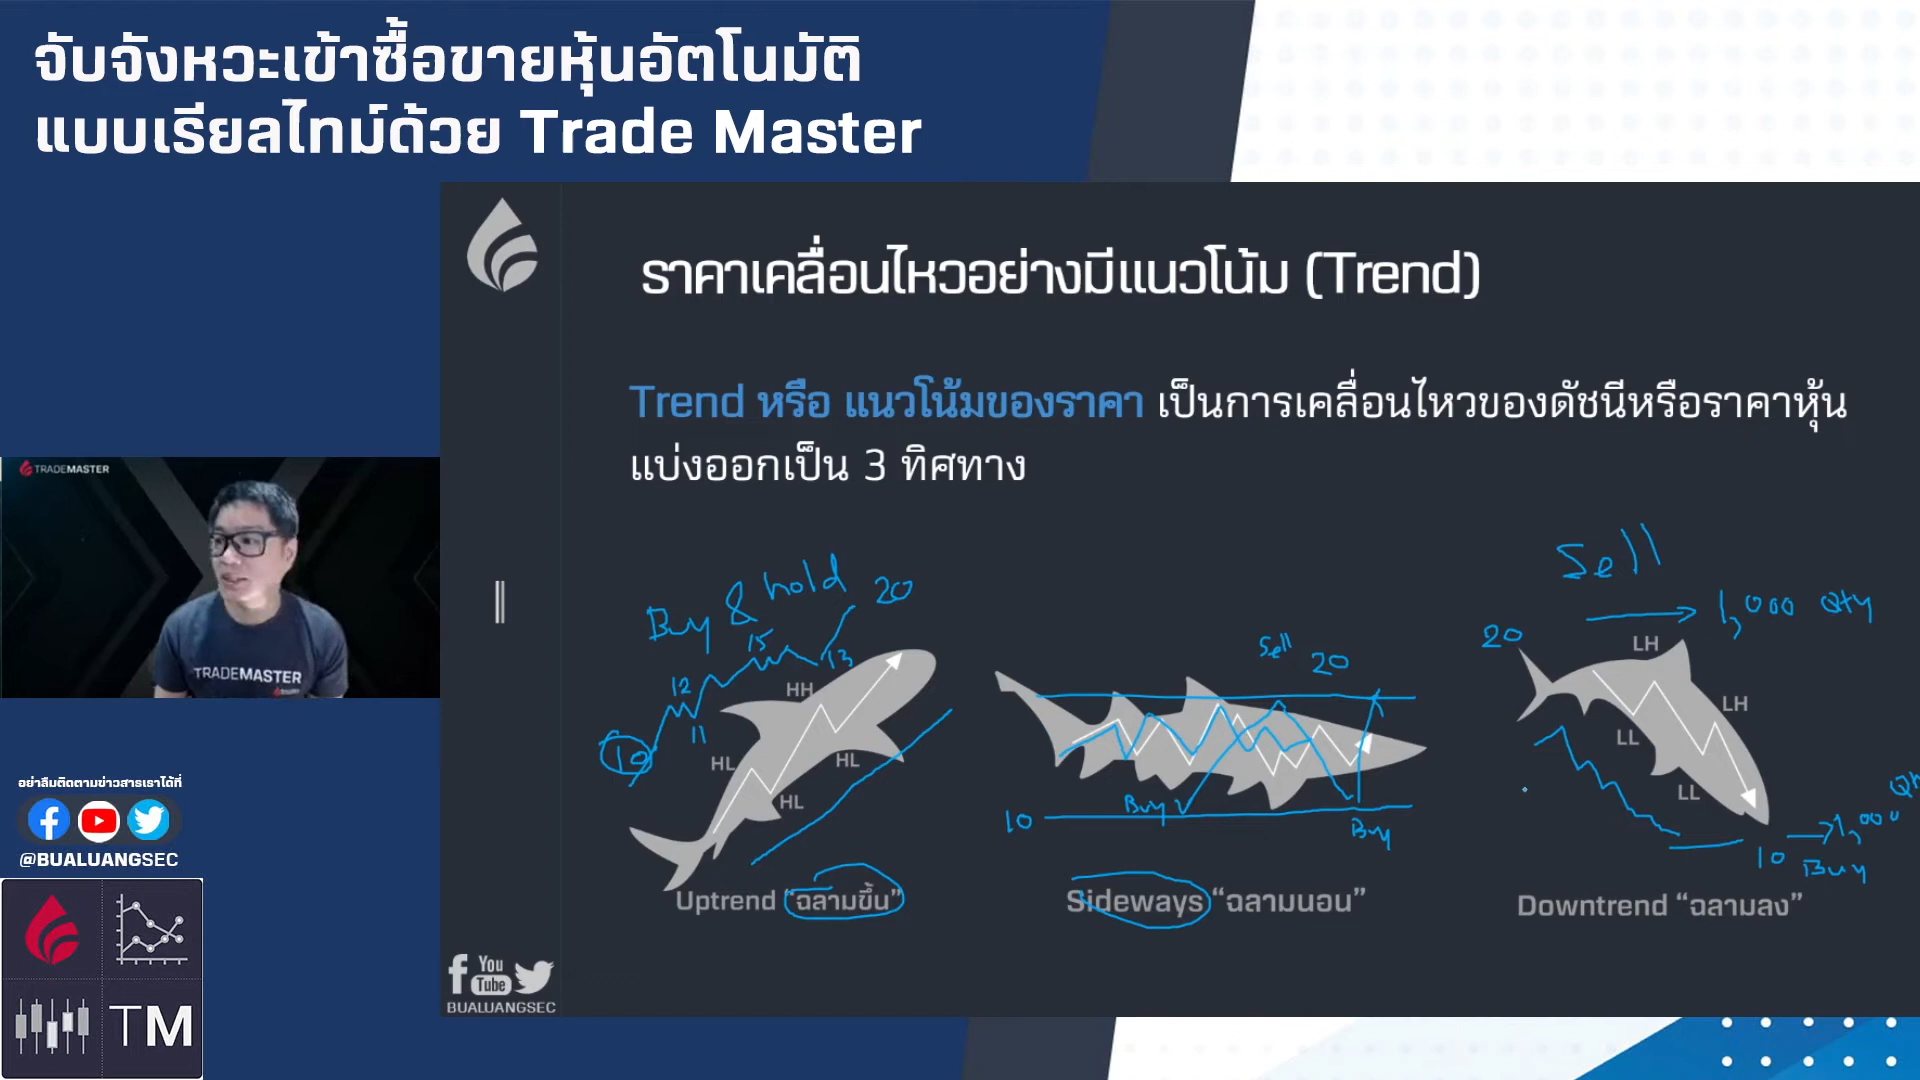 จับจังหวะเข้าซื้อขายหุ้นอัตโนมัติ
แบบเรียลไทม์ด้วย Trade Master
ราคาเคลื่อนไหวอย่างมีแนวโน้ม (Trend)
Trend หรือ แนวโน้มของราคา เป็นการเคลื่อนไหวของดัชนีหรือราคาหุ้น
แบ่งออกเป็น 3 ทิศทาง
TRADEMASTER
TRADEMASTER
Buy & hold 20
15
13
12
11
10
HH
HL
HL
HL
Uptrend "ฉลามขึ้น"
Sell 20
10
Buy
Buy
Sideways "ฉลามนอน"
Sell
1,000 Qty
20
LH
LH
LL
LL
1,000
10
Buy
Downtrend "ฉลามลง"
อย่าลืมติดตามข่าวสารเราได้ที่
@BUALUANGSEC
TM
You
Tube
BUALUANGSEC